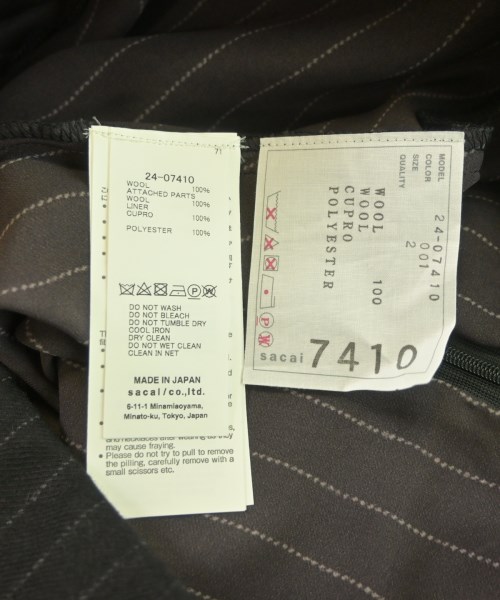 71
24-07410
WOOL 100%
ATTACHED PARTS
WOOL 100%
LINER
CUPRO 100%
POLYESTER 100%
DO NOT WASH
DO NOT BLEACH
DO NOT TUMBLE DRY
COOL IRON
DRY CLEAN
DO NOT WET CLEAN
CLEAN IN NET
MADE IN JAPAN
sacai/co.,ltd.
5-11-1 Minamiaoyama,
Minato-ku, Tokyo, Japan
may cause fraying.
• Please do not try to pull to remove
the pilling, carefully remove with a
small scissors etc.
MODEL 24-07410
COLOR 001
SIZE 2
QUALITY
WOOL 100
WOOL
CUPRO
POLYESTER
P W
sacai 7410